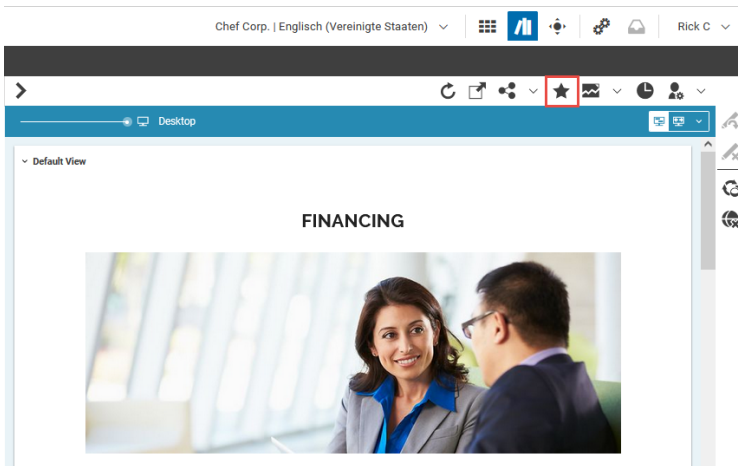 Chef Corp. | Englisch (Vereinigte Staaten)
Rick C
Desktop
Default View
FINANCING